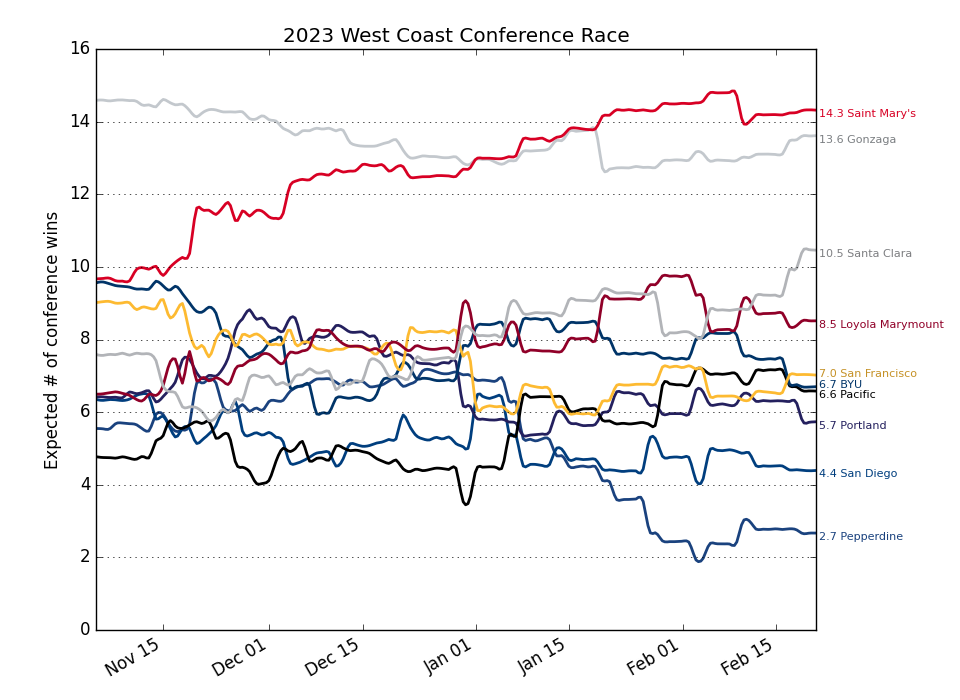 2023 West Coast Conference Race
Expected # of conference wins
16
14
12
10
8
6
4
2
0
14.3 Saint Mary's
13.6 Gonzaga
10.5 Santa Clara
8.5 Loyola Marymount
7.0 San Francisco
6.7 BYU
6.6 Pacific
5.7 Portland
4.4 San Diego
2.7 Pepperdine
Nov 15
Dec 01
Dec 15
Jan 01
Jan 15
Feb 01
Feb 15